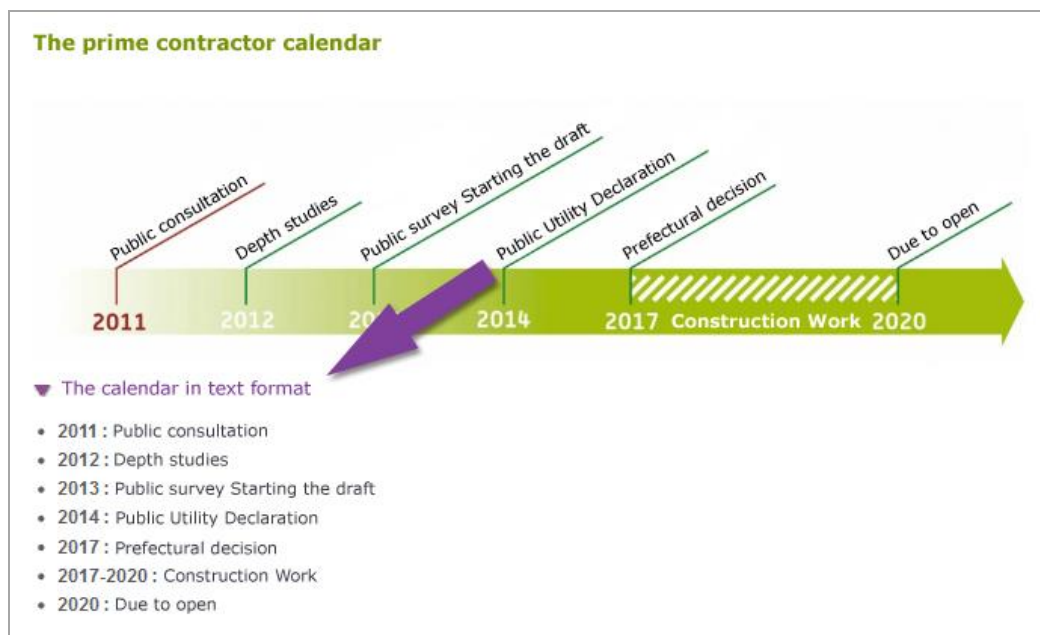 The prime contractor calendar
Public consultation
Depth studies
Public survey Starting the draft
Public Utility Declaration
Prefectural decision
Due to open
2011 2012 20 2014 2017 Construction Work 2020
The calendar in text format
• 2011 : Public consultation
• 2012 : Depth studies
• 2013 : Public survey Starting the draft
• 2014 : Public Utility Declaration
• 2017 : Prefectural decision
• 2017-2020 : Construction Work
• 2020 : Due to open